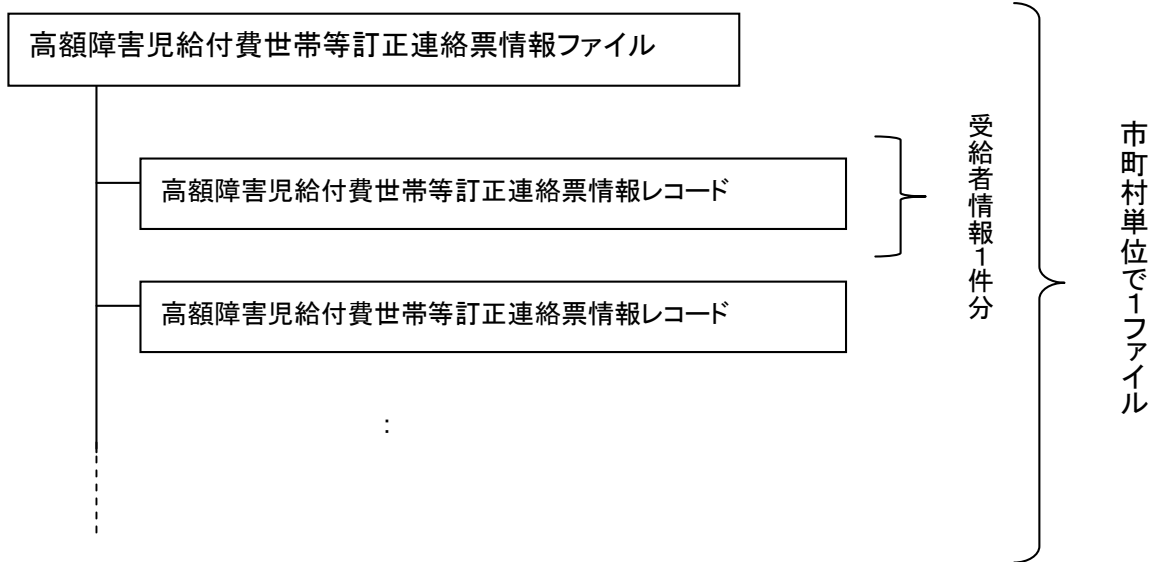 高額障害児給付費世帯等訂正連絡票情報ファイル
高額障害児給付費世帯等訂正連絡票情報レコード
高額障害児給付費世帯等訂正連絡票情報レコード
:
受給者情報1件分
市町村単位で1ファイル